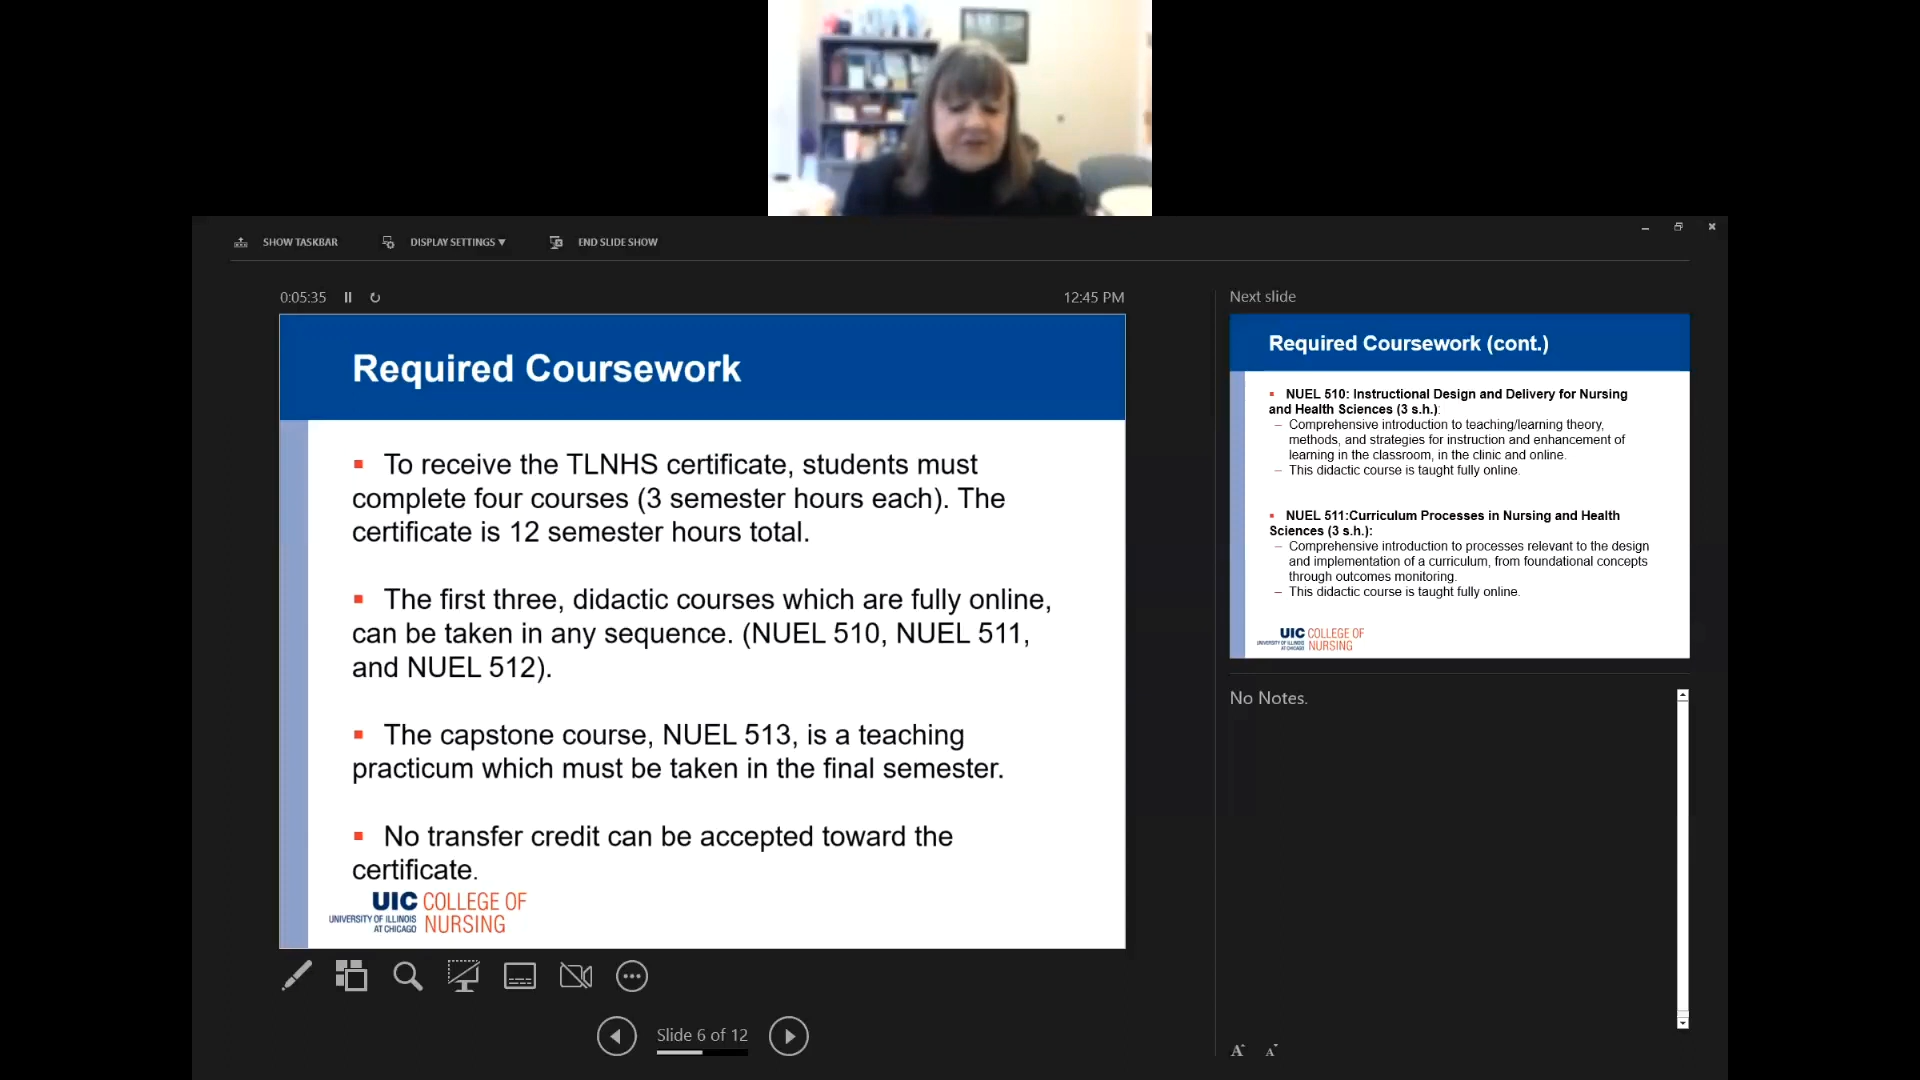 SHOW TASKBAR
DISPLAY SETTINGS ▼
END SLIDE SHOW
0:05:35
12:45 PM
Required Coursework
▪ To receive the TLNHS certificate, students must
complete four courses (3 semester hours each). The
certificate is 12 semester hours total.
▪ The first three, didactic courses which are fully online,
can be taken in any sequence. (NUEL 510, NUEL 511,
and NUEL 512).
▪ The capstone course, NUEL 513, is a teaching
practicum which must be taken in the final semester.
▪ No transfer credit can be accepted toward the
certificate.
UIC COLLEGE OF
UNIVERSITY OF ILLINOIS NURSING
AT CHICAGO
Slide 6 of 12
Next slide
Required Coursework (cont.)
▪ NUEL 510: Instructional Design and Delivery for Nursing
and Health Sciences (3 s.h.):
– Comprehensive introduction to teaching/learning theory,
methods, and strategies for instruction and enhancement of
learning in the classroom, in the clinic and online.
– This didactic course is taught fully online.
▪ NUEL 511:Curriculum Processes in Nursing and Health
Sciences (3 s.h.):
– Comprehensive introduction to processes relevant to the design
and implementation of a curriculum, from foundational concepts
through outcomes monitoring.
– This didactic course is taught fully online.
UIC COLLEGE OF
UNIVERSITY OF ILLINOIS NURSING
AT CHICAGO
No Notes.
A A